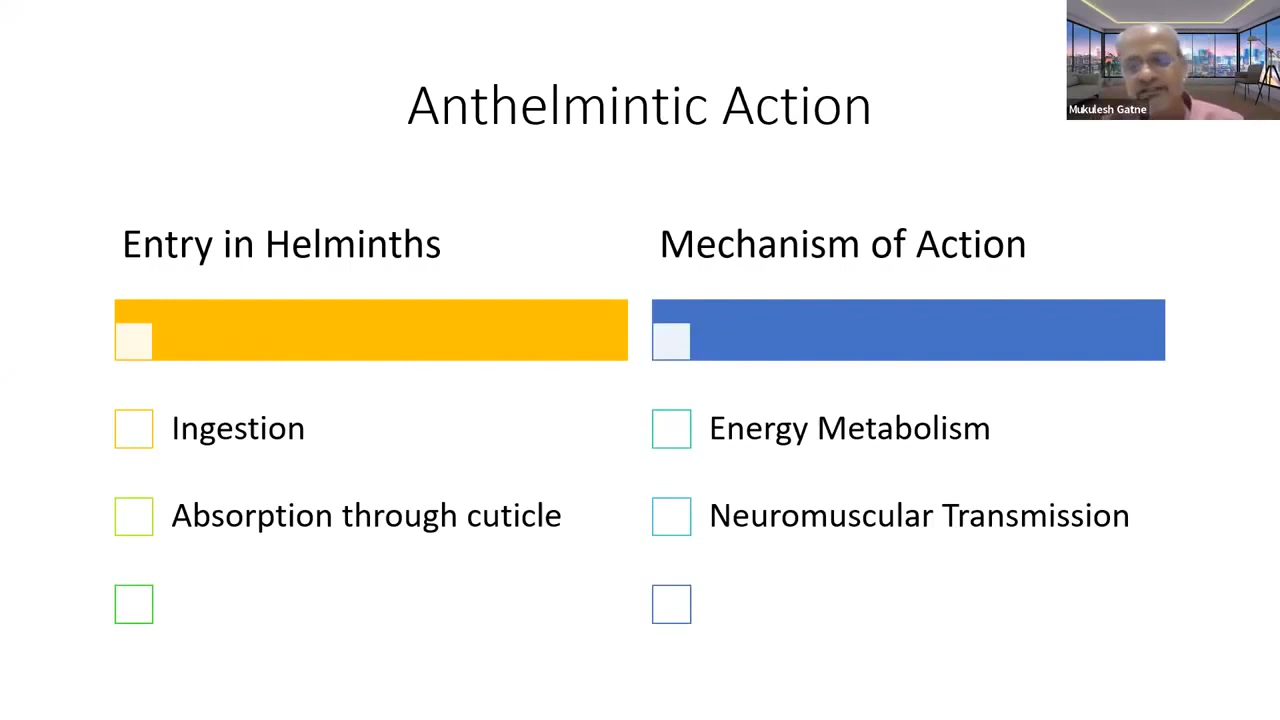 Mukulesh Gatne
Anthelmintic Action
Entry in Helminths
Ingestion
Absorption through cuticle
Mechanism of Action
Energy Metabolism
Neuromuscular Transmission